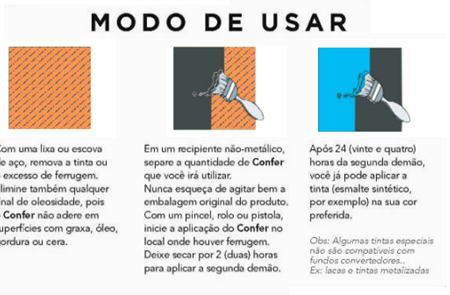 MODO DE USAR
Com uma lixa ou escova
de aço, remova a tinta ou
o excesso de ferrugem.
Elimine também qualquer
sinal de oleosidade, pois
o Confer não adere em
superfícies com graxa, óleo,
gordura ou cera.
Em um recipiente não-metálico,
separe a quantidade de Confer
que você irá utilizar.
Nunca esqueça de agitar bem a
embalagem original do produto.
Com um pincel, rolo ou pistola,
inicie a aplicação do Confer no
local onde houver ferrugem.
Deixe secar por 2 (duas) horas
para aplicar a segunda demão.
Após 24 (vinte e quatro)
horas da segunda demão,
você já pode aplicar a
tinta (esmalte sintético,
por exemplo) na sua cor
preferida.
Obs: Algumas tintas especiais
não são compatíveis com
fundos convertedores..
Ex: lacas e tintas metalizadas